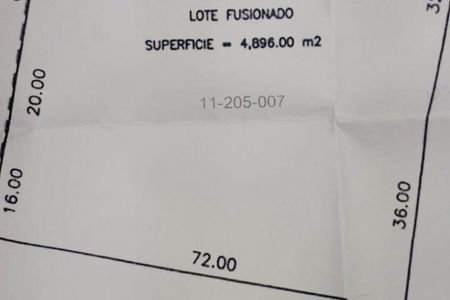 LOTE FUSIONADO
SUPERFICIE = 4,896.00 m2
11-205-007
20.00
16.00
36.00
72.00